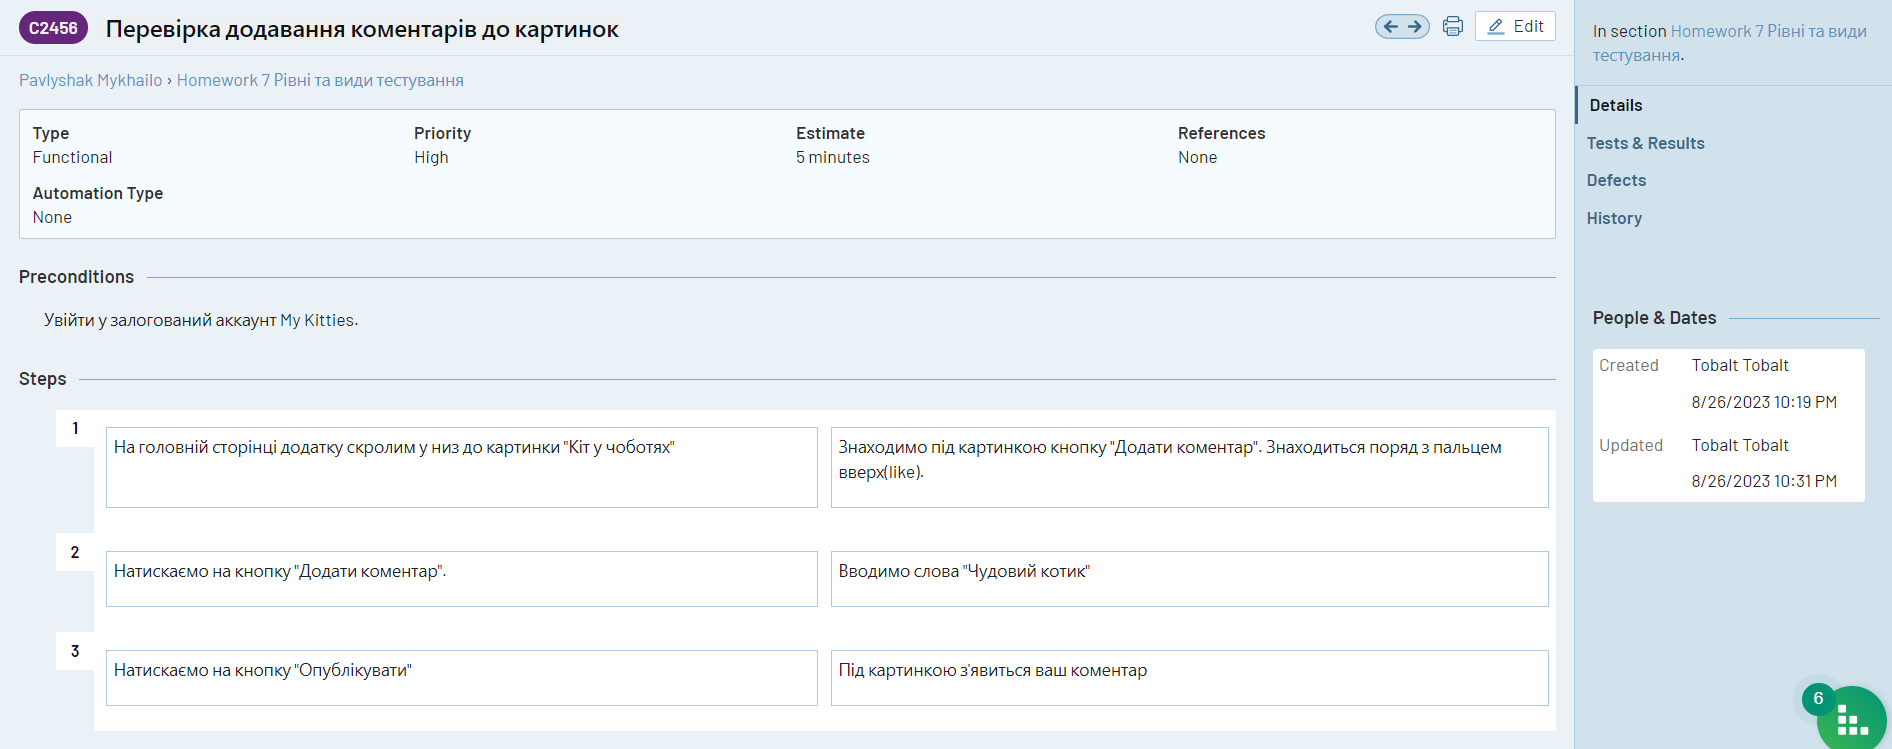 C2456
Перевірка додавання коментарів до картинок
Edit
Pavlyshak Mykhailo › Homework 7 Рівні та види тестування
Type
Functional
Priority
High
Estimate
5 minutes
References
None
Automation Type
None
Preconditions
Увійти у залогований аккаунт My Kitties.
Steps
1
На головній сторінці додатку скролим у низ до картинки "Кіт у чоботях"
Знаходимо під картинкою кнопку "Додати коментар". Знаходиться поряд з пальцем
вверх(like).
2
Натискаємо на кнопку "Додати коментар".
Вводимо слова "Чудовий котик"
3
Натискаємо на кнопку "Опублікувати"
Під картинкою з'явиться ваш коментар
In section Homework 7 Рівні та види
тестування.
Details
Tests & Results
Defects
History
People & Dates
Created
Tobalt Tobalt
8/26/2023 10:19 PM
Updated
Tobalt Tobalt
8/26/2023 10:31 PM
6